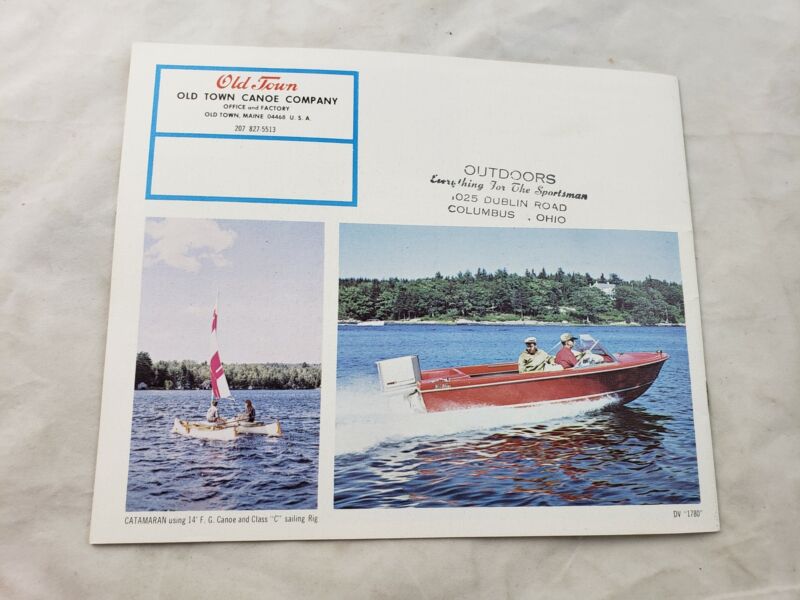 Old Town
OLD TOWN CANOE COMPANY
OFFICE and FACTORY
OLD TOWN, MAINE 04468 U. S. A.
207 827-5513
OUTDOORS
Everything For The Sportsman
1025 DUBLIN ROAD
COLUMBUS , OHIO
CATAMARAN using 14' F. G. Canoe and Class "C" sailing Rig
DV "1780"